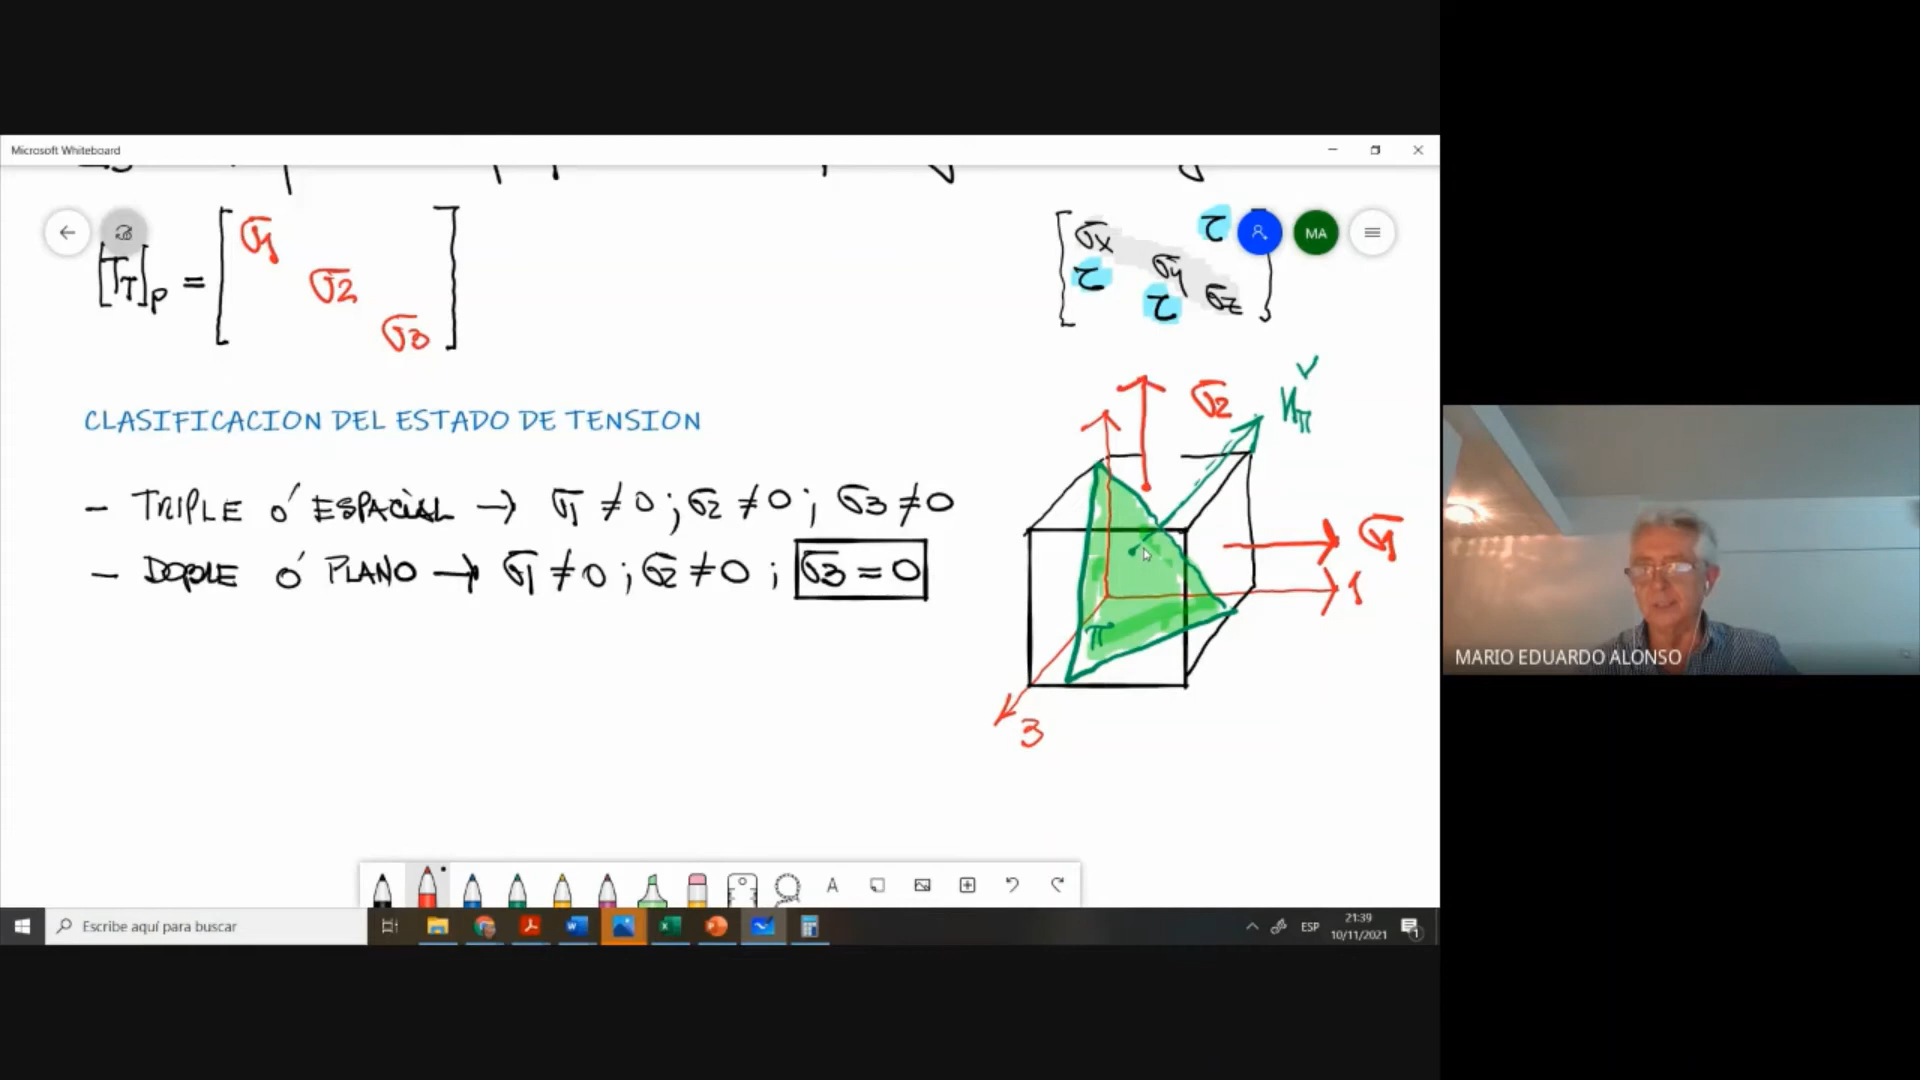 Microsoft Whiteboard
MA
[T_T]_P = [ σ1 σ2 σ3 ]
σx τ
τ σy
τ σz
CLASIFICACION DEL ESTADO DE TENSION
- TRIPLE Ó ESPACIAL → σ1 ≠ 0 ; σ2 ≠ 0 ; σ3 ≠ 0
- DOBLE Ó PLANO → σ1 ≠ 0 ; σ2 ≠ 0 ; σ3 = 0
σ2
σ1
1
π
3
MARIO EDUARDO ALONSO
A
Escribe aquí para buscar
ESP
21:39
10/11/2021
1